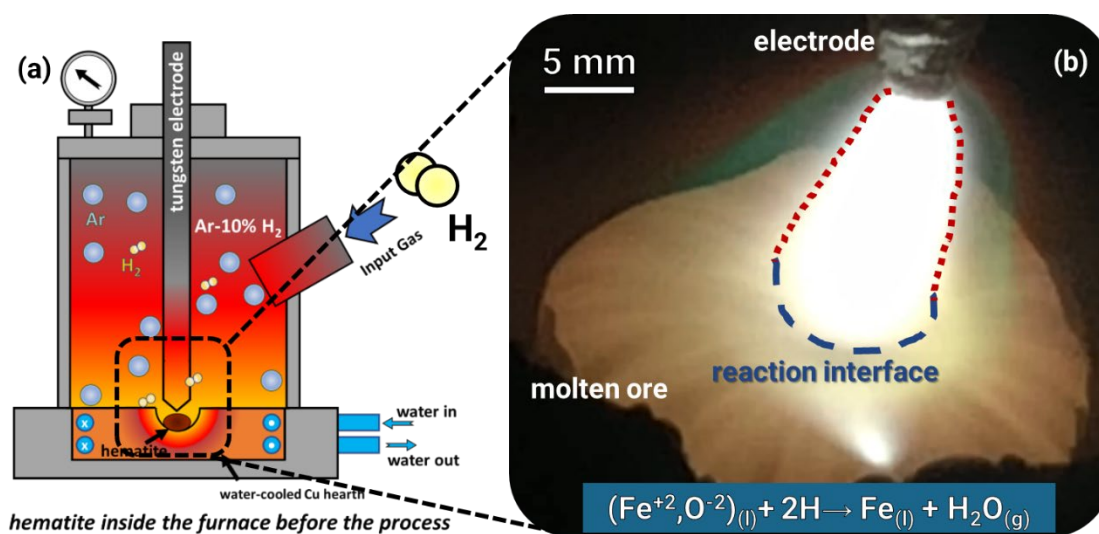 (a)
tungsten electrode
Ar
Ar-10% H₂
H₂
H₂
Input Gas
hematite
x
x
water in
water out
water-cooled Cu hearth
hematite inside the furnace before the process
electrode
5 mm
(b)
reaction interface
molten ore
(Fe⁺²,O⁻²)₍ₗ₎+ 2H→ Fe₍ₗ₎ + H₂O₍g₎